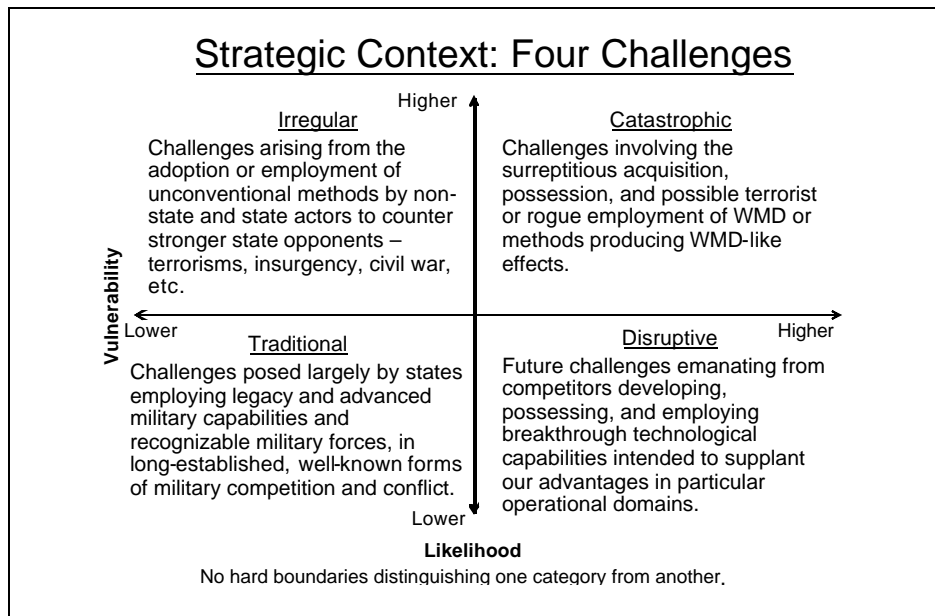 Strategic Context: Four Challenges
Higher
Irregular
Challenges arising from the
adoption or employment of
unconventional methods by non-
state and state actors to counter
stronger state opponents –
terrorisms, insurgency, civil war,
etc.
Catastrophic
Challenges involving the
surreptitious acquisition,
possession, and possible terrorist
or rogue employment of WMD or
methods producing WMD-like
effects.
Vulnerability
Lower
Higher
Traditional
Challenges posed largely by states
employing legacy and advanced
military capabilities and
recognizable military forces, in
long-established, well-known forms
of military competition and conflict.
Disruptive
Future challenges emanating from
competitors developing,
possessing, and employing
breakthrough technological
capabilities intended to supplant
our advantages in particular
operational domains.
Lower
Likelihood
No hard boundaries distinguishing one category from another.